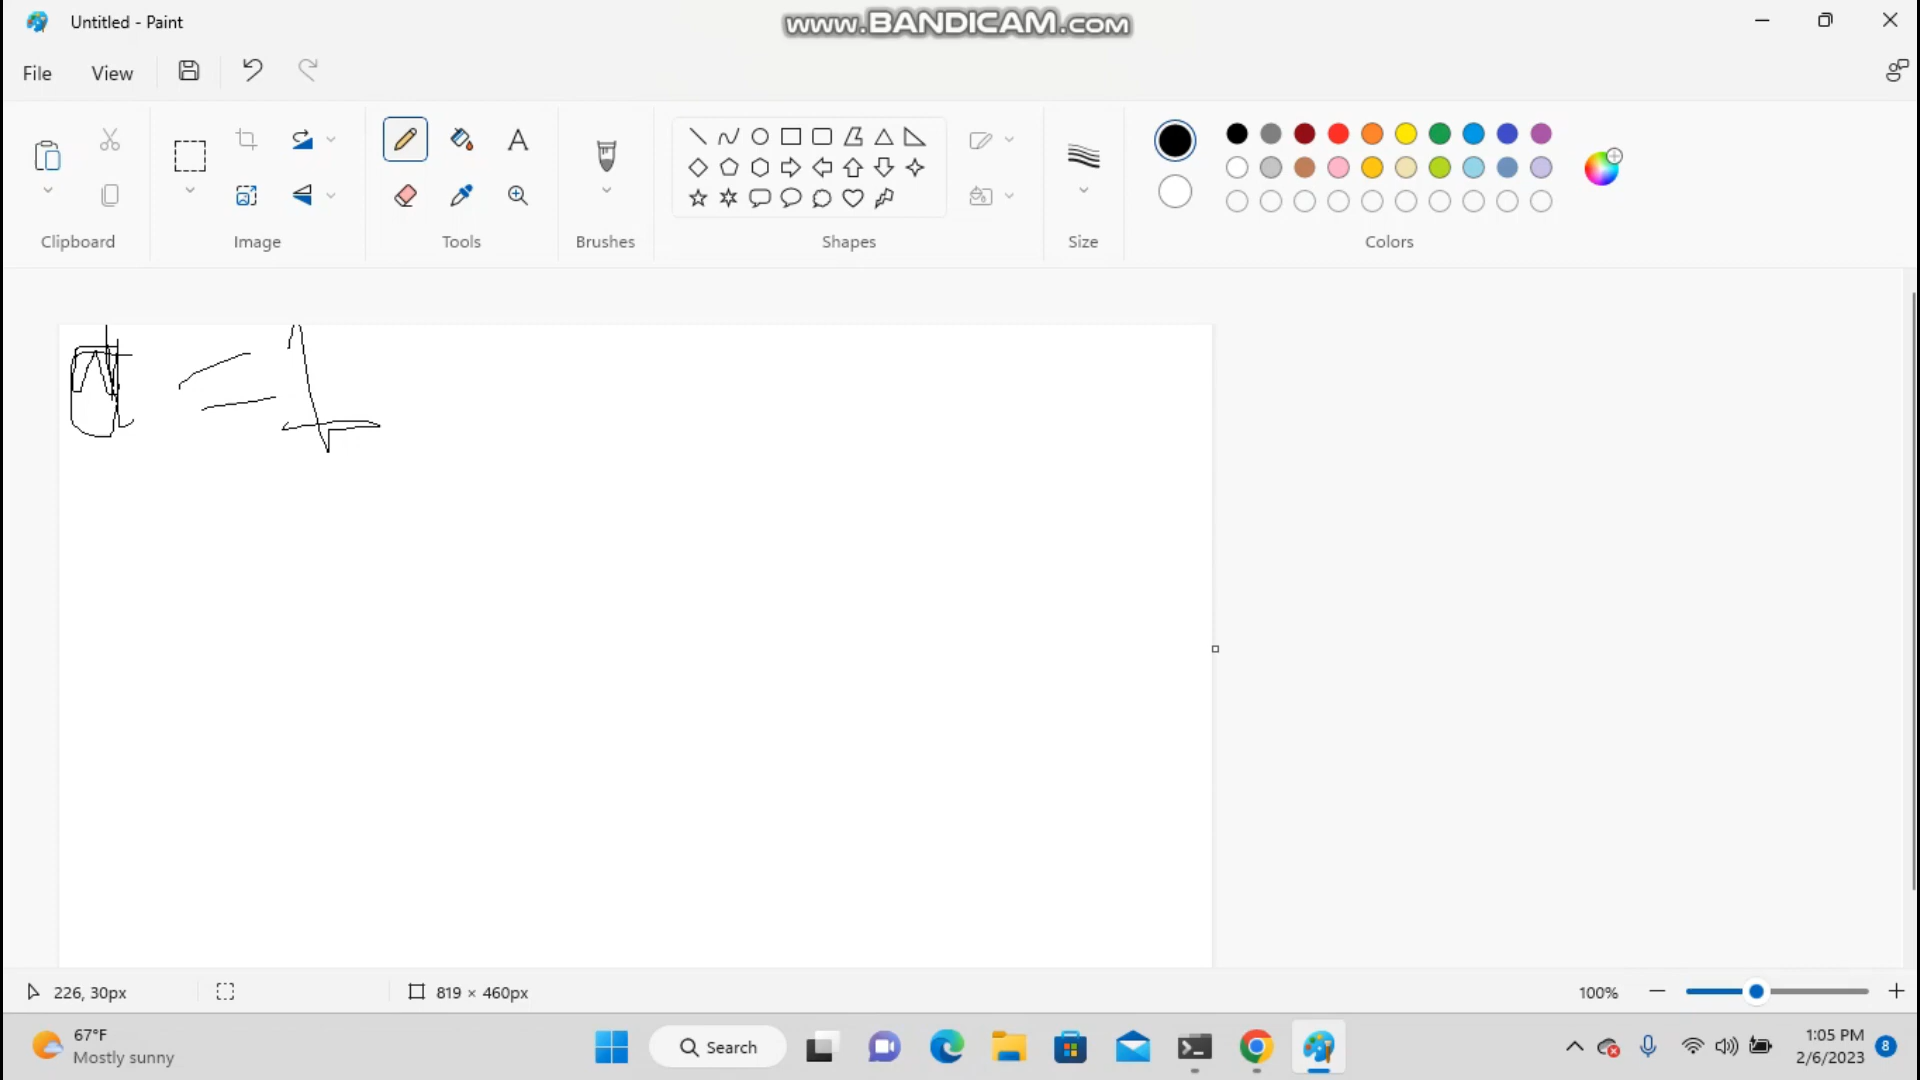 Untitled - Paint
www.BANDICAM.com
File View
Clipboard Image Tools Brushes Shapes Size Colors
= 1
226, 30px 819 × 460px 100%
67°F
Mostly sunny
Search
1:05 PM
2/6/2023
8